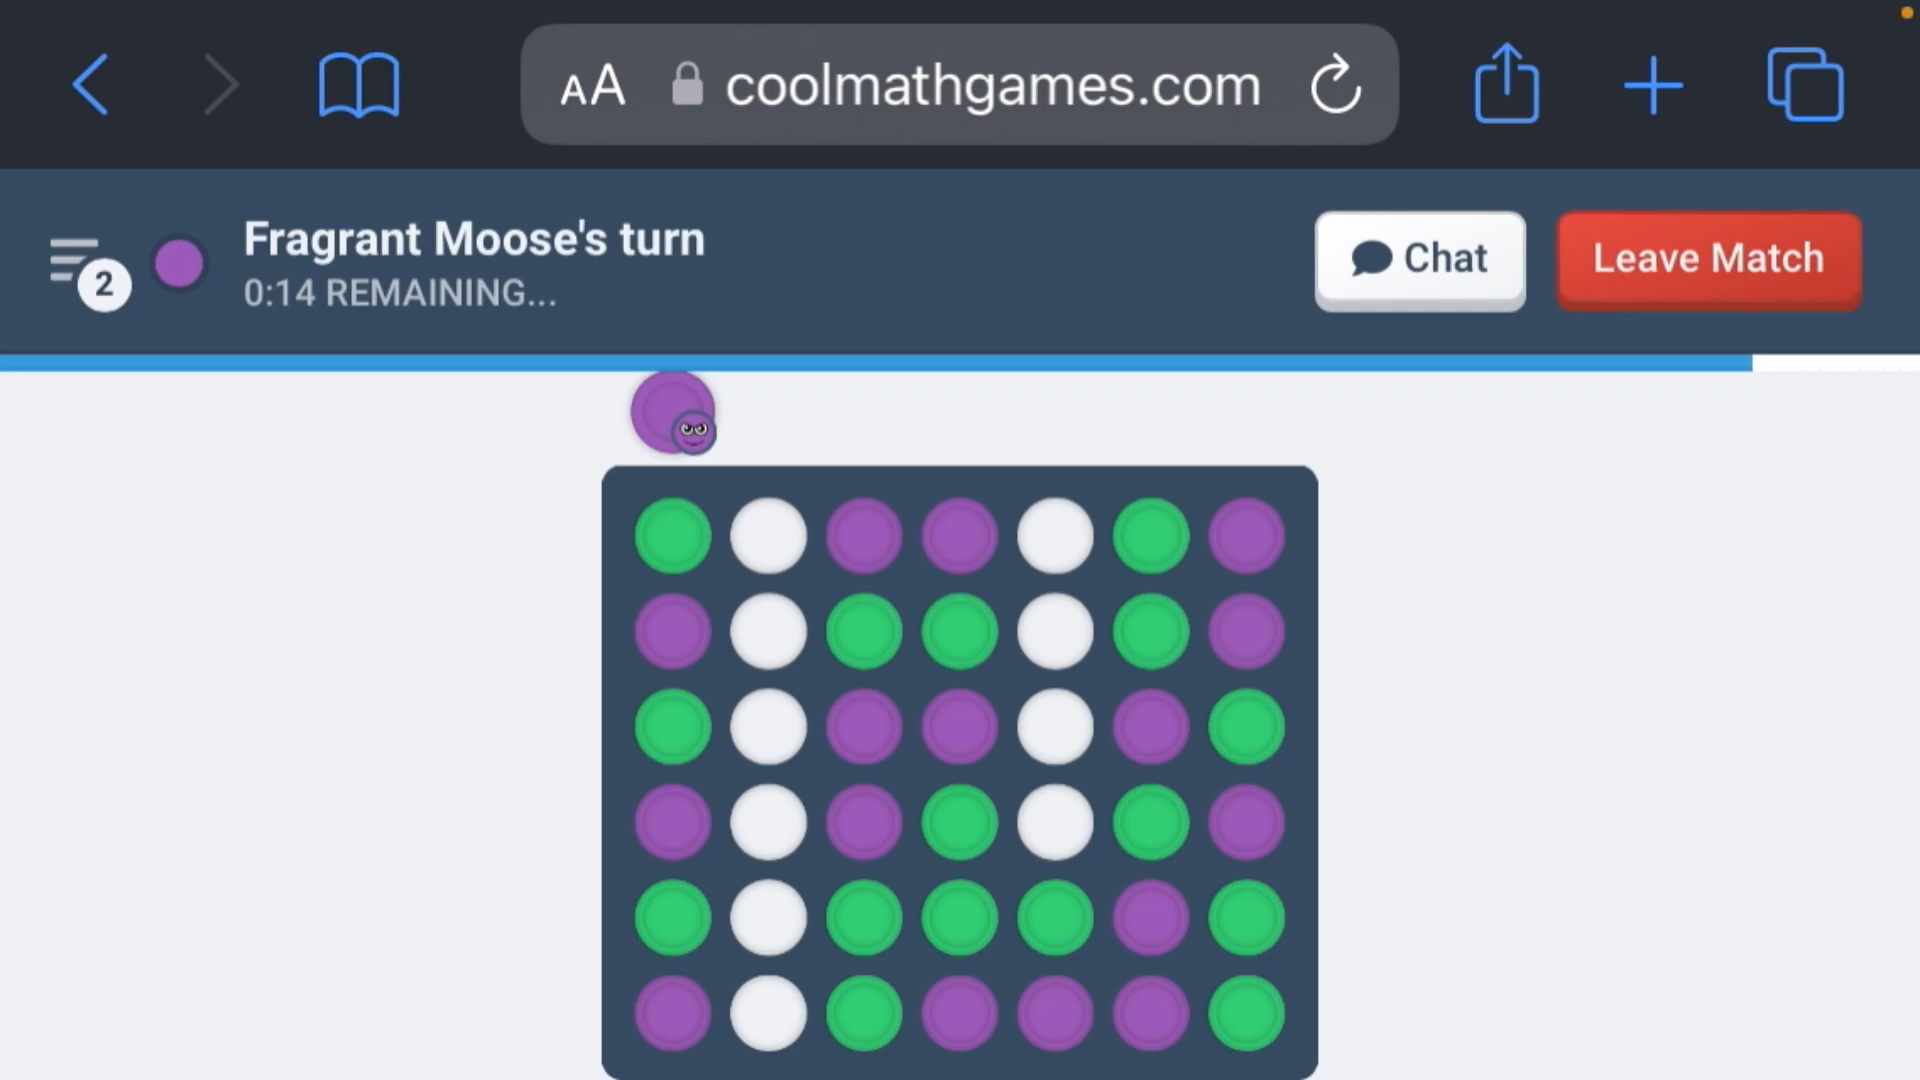 AA coolmathgames.com
Fragrant Moose's turn
2
0:14 REMAINING...
Chat
Leave Match